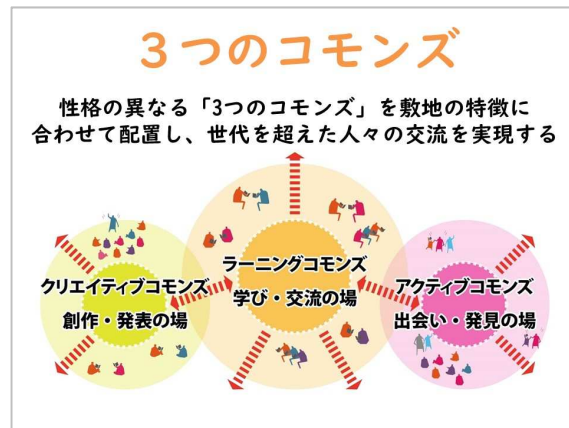 ３つのコモンズ
性格の異なる「3つのコモンズ」を敷地の特徴に
合わせて配置し、世代を超えた人々の交流を実現する
クリエイティブコモンズ
創作・発表の場
ラーニングコモンズ
学び・交流の場
アクティブコモンズ
出会い・発見の場